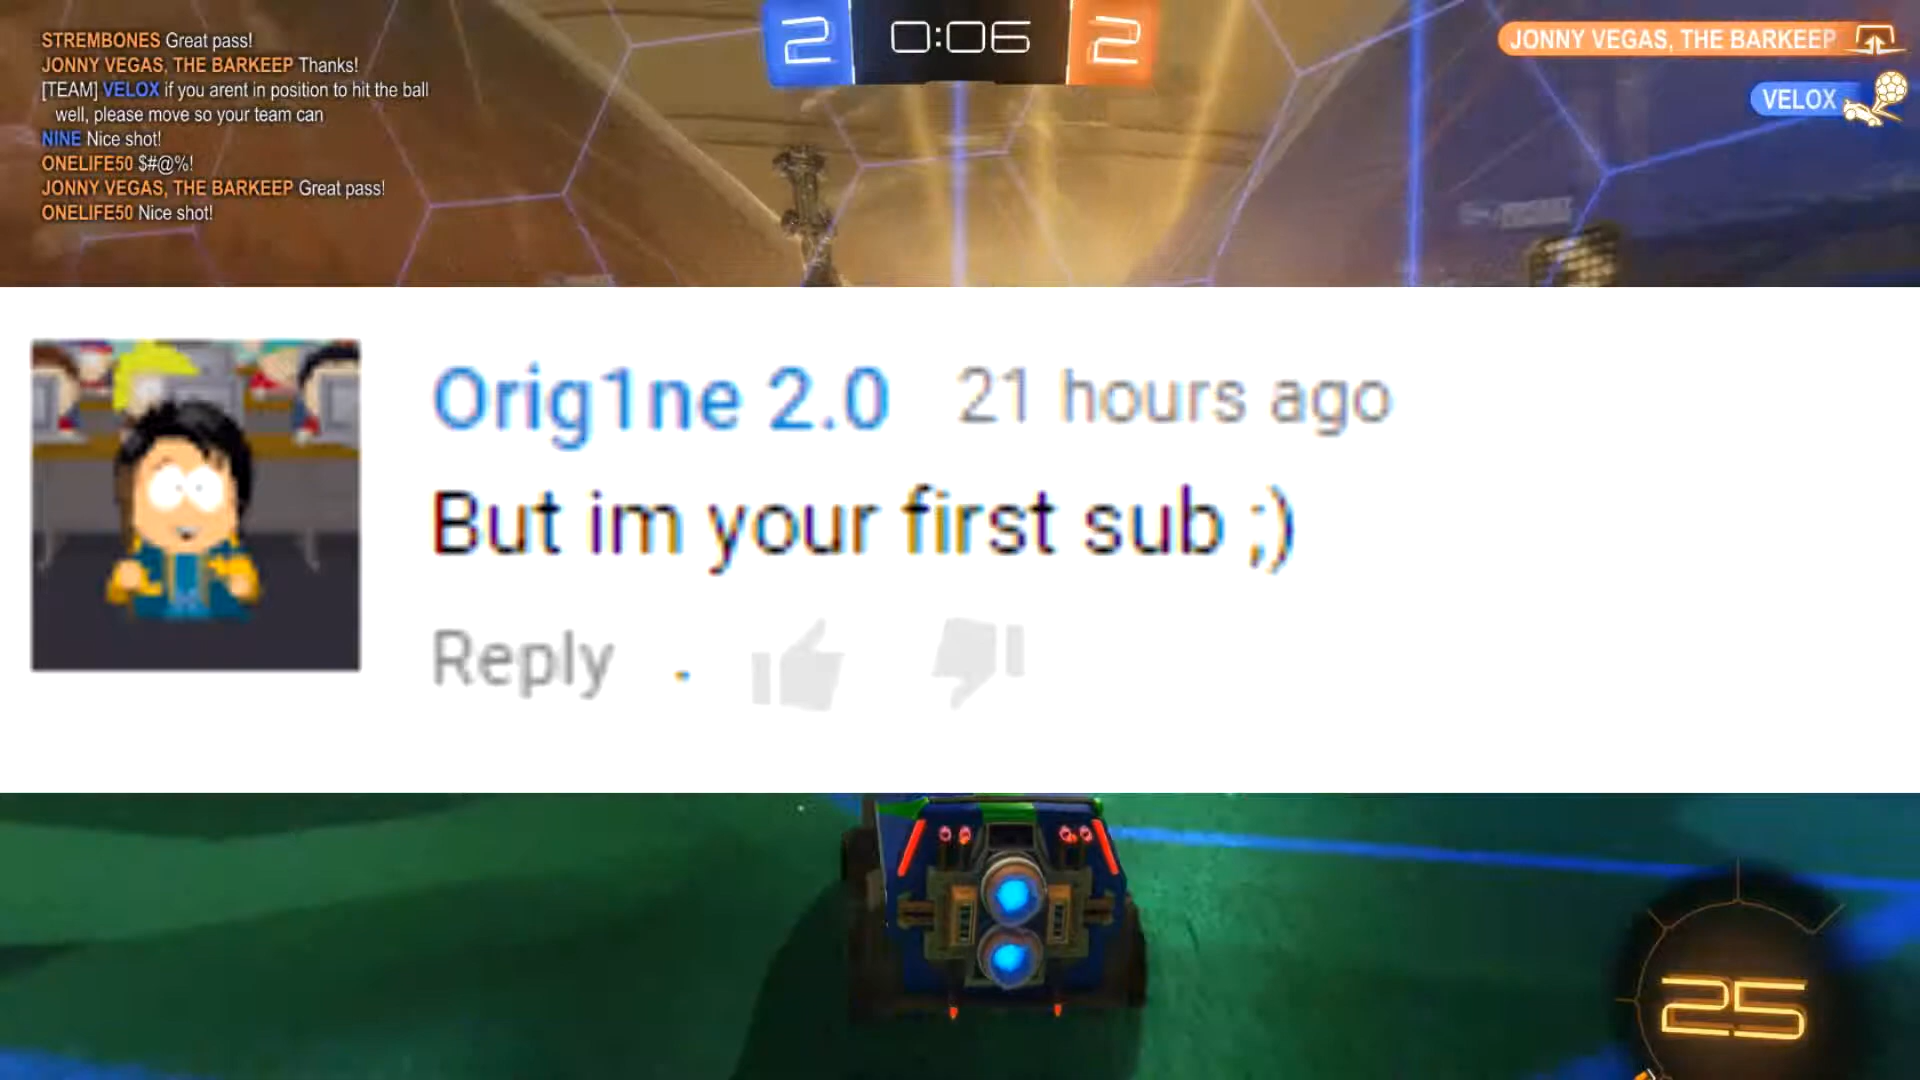 2 0:06 2
STREMBONES Great pass!
JONNY VEGAS, THE BARKEEP Thanks!
[TEAM] VELOX if you arent in position to hit the ball
well, please move so your team can
NINE Nice shot!
ONELIFE50 $#@%!
JONNY VEGAS, THE BARKEEP Great pass!
ONELIFE50 Nice shot!
JONNY VEGAS, THE BARKEEP
VELOX
Orig1ne 2.0 21 hours ago
But im your first sub ;)
Reply
25